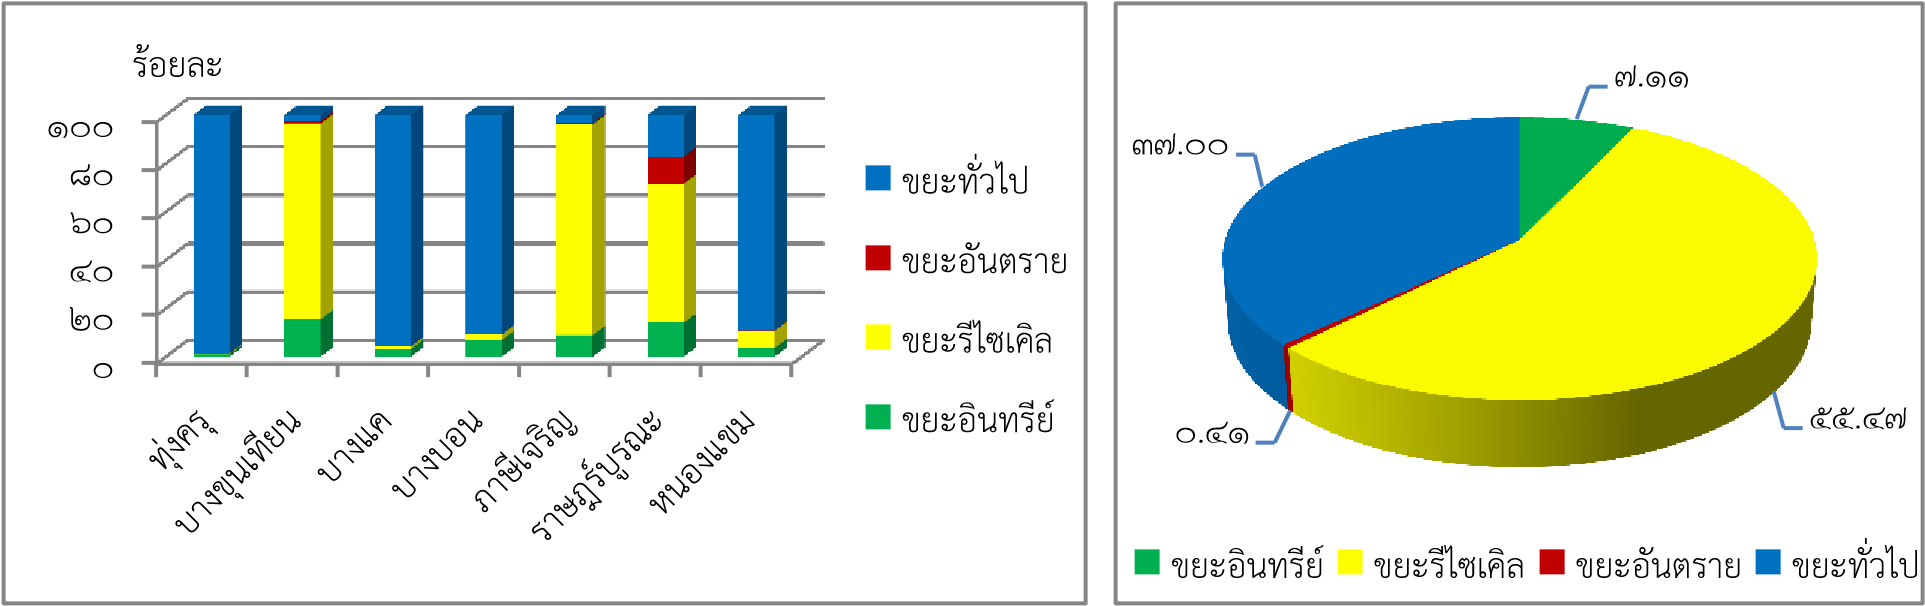 ร้อยละ
๑๐๐
๘๐
๖๐
๔๐
๒๐
๐
ทุ่งครุ
บางขุนเทียน
บางแค
บางบอน
ภาษีเจริญ
ราษฎร์บูรณะ
หนองแขม
ขยะทั่วไป
ขยะอันตราย
ขยะรีไซเคิล
ขยะอินทรีย์
๗.๑๑
๓๗.๐๐
๕๕.๔๗
๐.๔๑
ขยะอินทรีย์ ขยะรีไซเคิล ขยะอันตราย ขยะทั่วไป